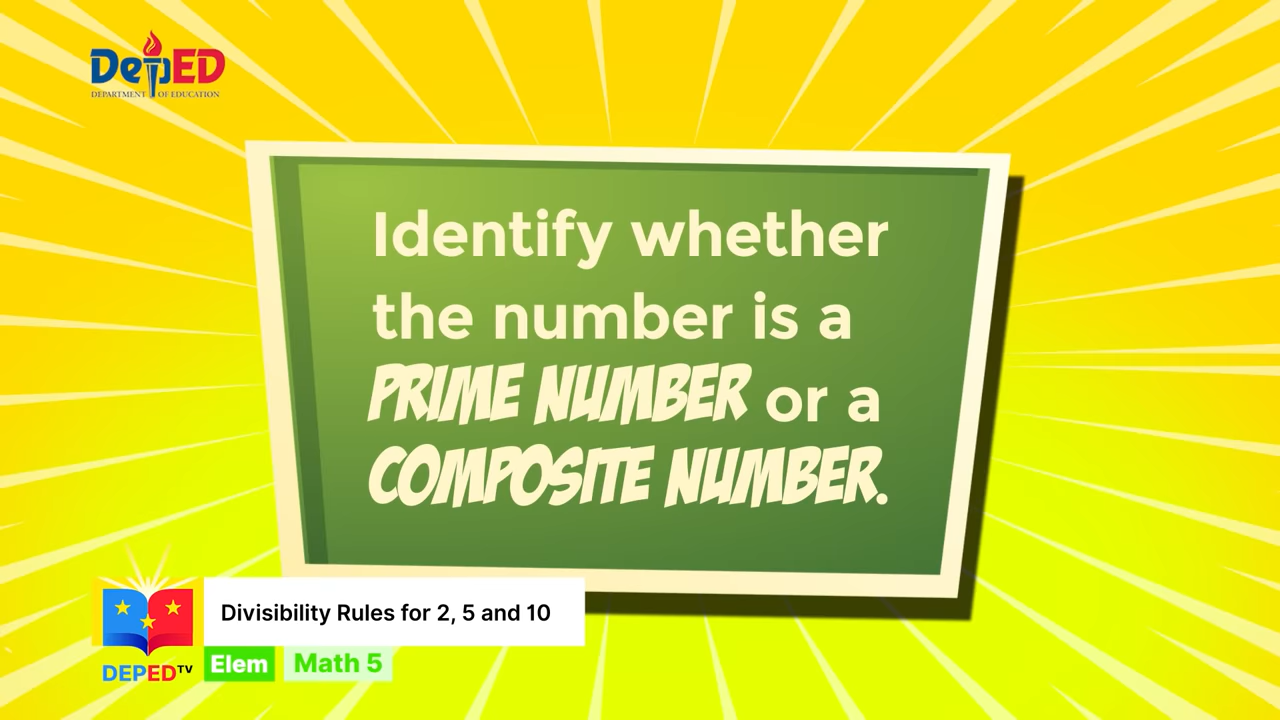 DepED
DEPARTMENT OF EDUCATION
Identify whether
the number is a
PRIME NUMBER or a
COMPOSITE NUMBER.
Divisibility Rules for 2, 5 and 10
DEPED TV
Elem Math 5